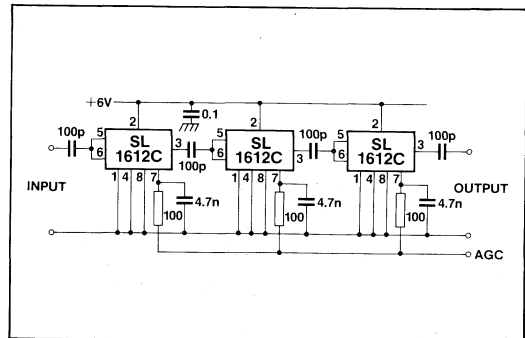 +6V
0.1
100p
5
6
2
SL
1612C
3
100p
5
6
2
SL
1612C
3
100p
5
6
2
SL
1612C
3
100p
INPUT
1 4 8 7
4.7n
100
1 4 8 7
4.7n
100
1 4 8 7
4.7n
100
OUTPUT
AGC